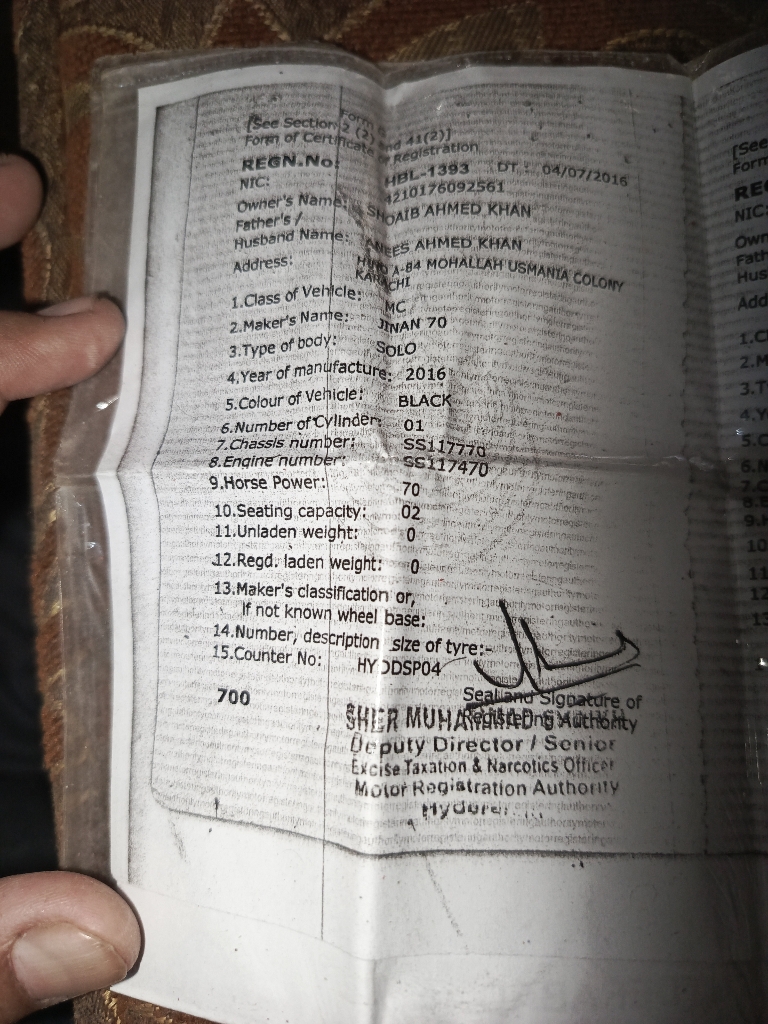 [See Section 2 (2) and 41(2)]
Form of Certificate of Registration
REGN.No: HBL-1393 DT : 04/07/2016
NIC: 4210176092561
Owner's Name: SHOAIB AHMED KHAN
Father's /
Husband Name: ANEES AHMED KHAN
Address: A-84 MOHALLAH USMANIA COLONY
KARACHI
1.Class of Vehicle: MC
2.Maker's Name: JINAN 70
3.Type of body: SOLO
4.Year of manufacture: 2016
5.Colour of Vehicle: BLACK
6.Number of Cylinder: 01
7.Chassis number: SS117770
8.Engine number: SS117470
9.Horse Power: 70
10.Seating capacity: 02
11.Unladen weight: 0
12.Regd. laden weight: 0
13.Maker's classification or,
if not known wheel base:
14.Number, description size of tyre:-
15.Counter No: HYDDSP04
700
Seal and Signature of
Registering Authority
SHER MUHAMMAD
Deputy Director / Senior
Excise Taxation & Narcotics Officer
Motor Registration Authority